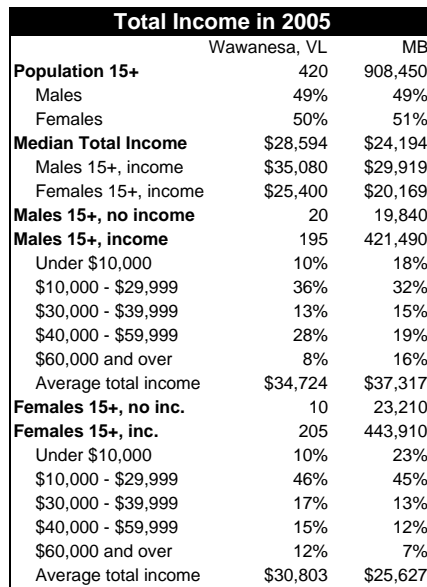 Total Income in 2005
Wawanesa, VL MB
Population 15+ 420 908,450
Males 49% 49%
Females 50% 51%
Median Total Income $28,594 $24,194
Males 15+, income $35,080 $29,919
Females 15+, income $25,400 $20,169
Males 15+, no income 20 19,840
Males 15+, income 195 421,490
Under $10,000 10% 18%
$10,000 - $29,999 36% 32%
$30,000 - $39,999 13% 15%
$40,000 - $59,999 28% 19%
$60,000 and over 8% 16%
Average total income $34,724 $37,317
Females 15+, no inc. 10 23,210
Females 15+, inc. 205 443,910
Under $10,000 10% 23%
$10,000 - $29,999 46% 45%
$30,000 - $39,999 17% 13%
$40,000 - $59,999 15% 12%
$60,000 and over 12% 7%
Average total income $30,803 $25,627